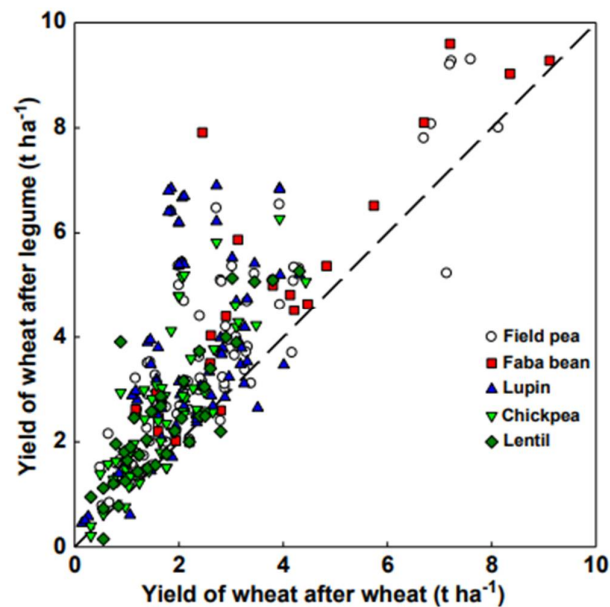 10
8
6
4
2
0
Yield of wheat after legume (t ha⁻¹)
Field pea
Faba bean
Lupin
Chickpea
Lentil
0 2 4 6 8 10
Yield of wheat after wheat (t ha⁻¹)